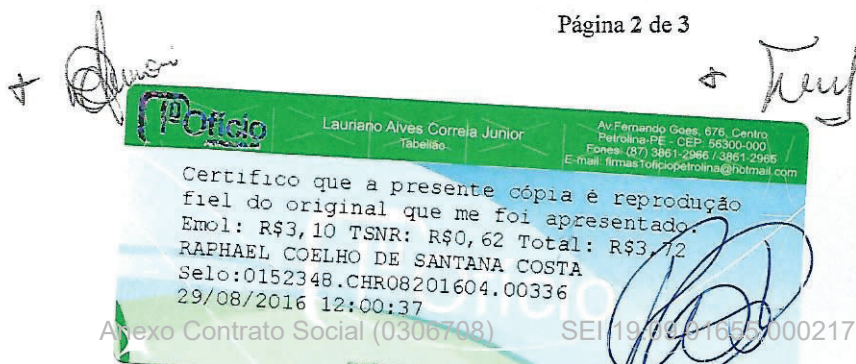 Página 2 de 3
1º Ofício
Lauriano Alves Correia Junior
Tabelião
Av.Fernando Goes, 676, Centro
Petrolina-PE - CEP: 56300-000
Fones: (87) 3861-2966 / 3861-2965
E-mail: firmas1oficiopetrolina@hotmail.com
Certifico que a presente cópia é reprodução
fiel do original que me foi apresentado.
Emol: R$3,10 TSNR: R$0,62 Total: R$3,72
RAPHAEL COELHO DE SANTANA COSTA
Selo:0152348.CHR08201604.00336
29/08/2016 12:00:37
Anexo Contrato Social (0306708) SEI 19.09.01655.000217